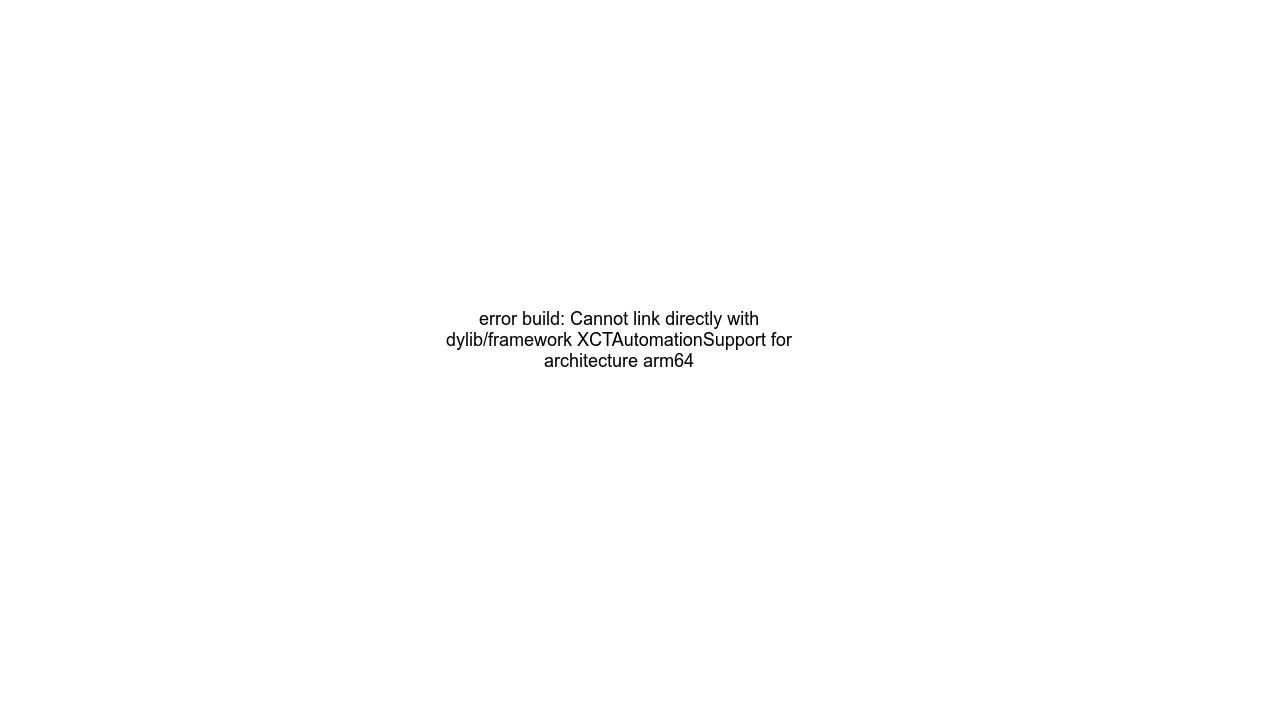 error build: Cannot link directly with
dylib/framework XCTAutomationSupport for
architecture arm64